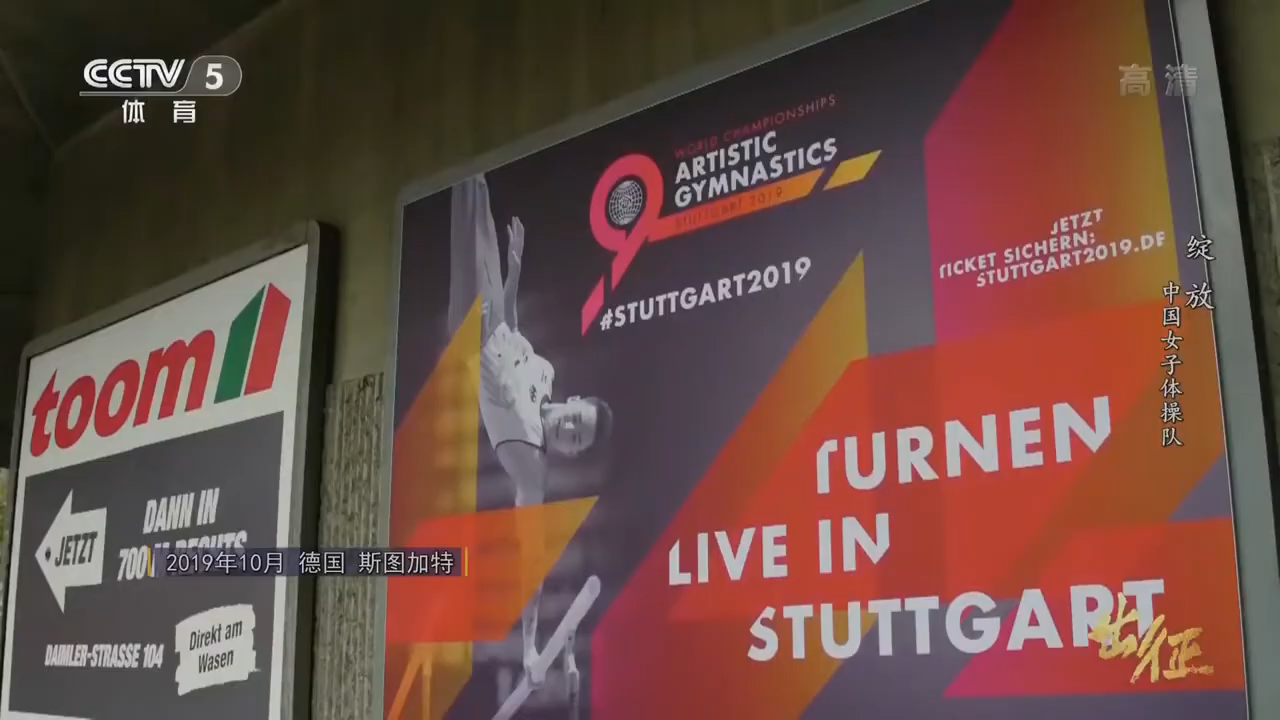 CCTV 5
体育
高清
WORLD CHAMPIONSHIPS
ARTISTIC
GYMNASTICS
STUTTGART 2019
#STUTTGART2019
JETZT
TICKET SICHERN:
STUTTGART2019.DE
绽放
中国女子体操队
toom
DANN IN
JETZT
700 M RECHTS
2019年10月 德国 斯图加特
DAIMLER-STRASSE 104
Direkt am
Wasen
TURNEN
LIVE IN
STUTTGART
出征